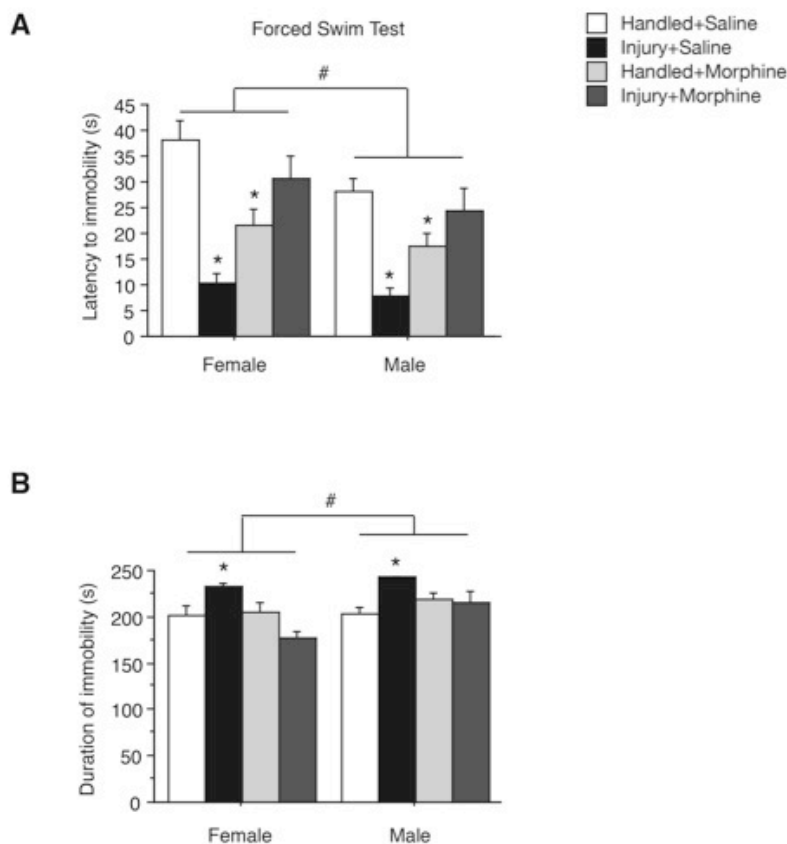 A
Forced Swim Test
Handled+Saline
Injury+Saline
Handled+Morphine
Injury+Morphine
#
Latency to immobility (s)
45
40
35
30
25
20
15
10
5
0
*
*
*
*
Female
Male
B
#
Duration of immobility (s)
250
200
150
100
50
0
*
*
Female
Male